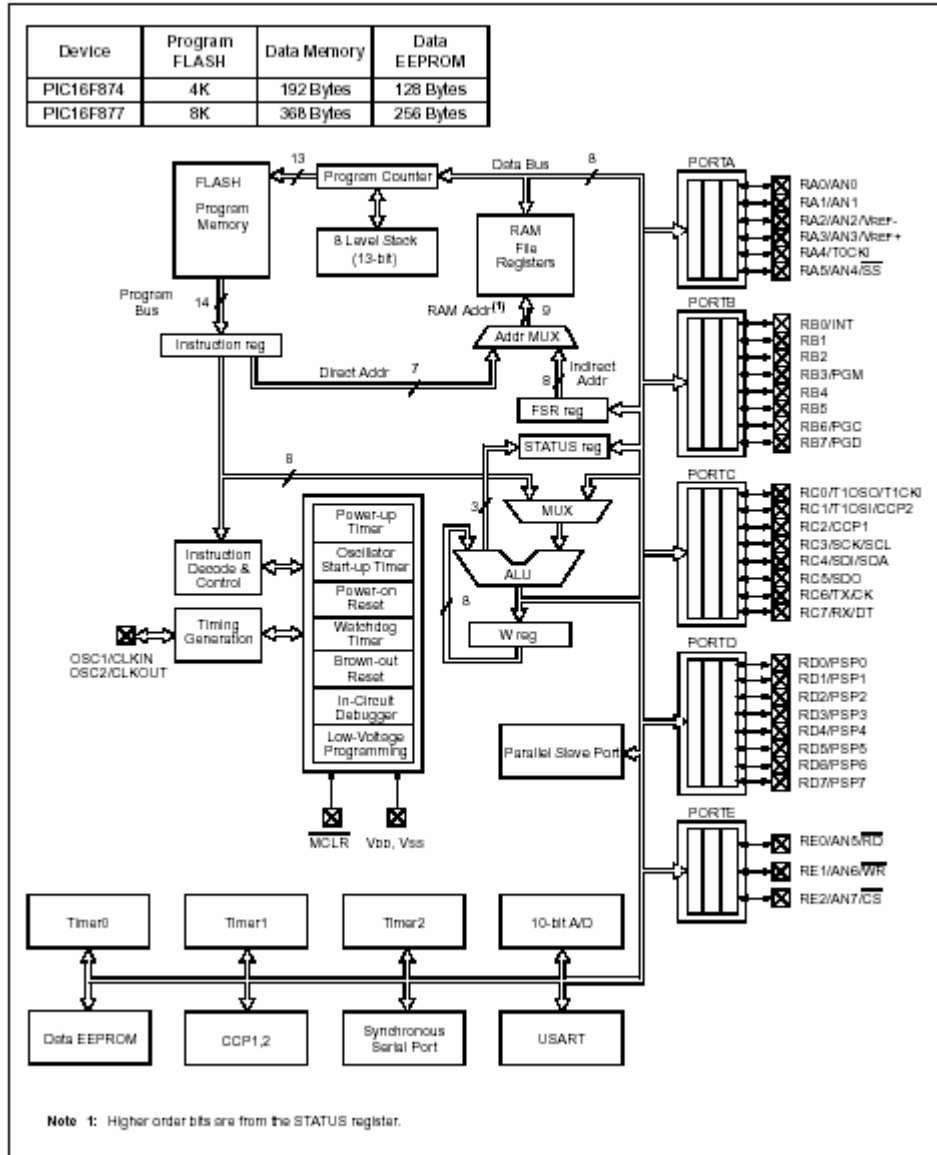 Device Program FLASH Data Memory Data EEPROM
PIC16F874 4K 192 Bytes 128 Bytes
PIC16F877 8K 368 Bytes 256 Bytes
13
Program Counter
Data Bus
8
FLASH
Program
Memory
8 Level Stack
(13-bit)
RAM
File
Registers
Program
Bus
14
RAM Addr(1)
9
Instruction reg
Addr MUX
Direct Addr
7
8
Indirect
Addr
FSR reg
STATUS reg
8
3
MUX
ALU
8
W reg
Instruction
Decode &
Control
Timing
Generation
OSC1/CLKIN
OSC2/CLKOUT
Power-up
Timer
Oscillator
Start-up Timer
Power-on
Reset
Watchdog
Timer
Brown-out
Reset
In-Circuit
Debugger
Low-Voltage
Programming
MCLR
VDD, VSS
Parallel Slave Port
PORTA
RA0/AN0
RA1/AN1
RA2/AN2/VREF-
RA3/AN3/VREF+
RA4/T0CKI
RA5/AN4/SS
PORTB
RB0/INT
RB1
RB2
RB3/PGM
RB4
RB5
RB6/PGC
RB7/PGD
PORTC
RC0/T1OSO/T1CKI
RC1/T1OSI/CCP2
RC2/CCP1
RC3/SCK/SCL
RC4/SDI/SDA
RC5/SDO
RC6/TX/CK
RC7/RX/DT
PORTD
RD0/PSP0
RD1/PSP1
RD2/PSP2
RD3/PSP3
RD4/PSP4
RD5/PSP5
RD6/PSP6
RD7/PSP7
PORTE
RE0/AN5/RD
RE1/AN6/WR
RE2/AN7/CS
Timer0
Timer1
Timer2
10-bit A/D
Data EEPROM
CCP1,2
Synchronous
Serial Port
USART
Note 1: Higher order bits are from the STATUS register.